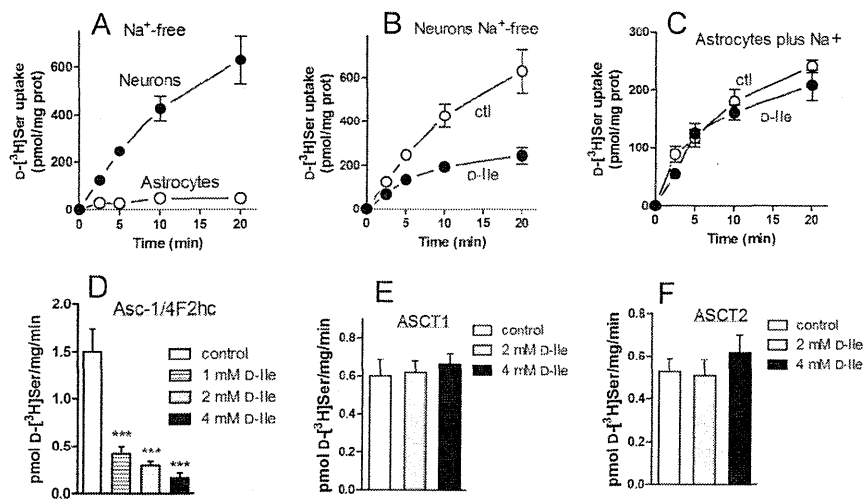 A
Na+-free
D-[³H]Ser uptake
(pmol/mg prot)
600
400
200
0
Neurons
Astrocytes
0 5 10 15 20
Time (min)
B
Neurons Na+-free
D-[³H]Ser uptake
(pmol/mg prot)
600
400
200
0
ctl
D-Ile
0 5 10 15 20
Time (min)
C
Astrocytes plus Na+
D-[³H]Ser uptake
(pmol/mg prot)
300
200
100
0
ctl
D-Ile
0 5 10 15 20
Time (min)
D
Asc-1/4F2hc
pmol D-[³H]Ser/mg/min
2.0
1.5
1.0
0.5
0.0
*** *** ***
control
1 mM D-Ile
2 mM D-Ile
4 mM D-Ile
E
ASCT1
pmol D-[³H]Ser/mg/min
0.8
0.6
0.4
0.2
0.0
control
2 mM D-Ile
4 mM D-Ile
F
ASCT2
pmol D-[³H]Ser/mg/min
0.8
0.6
0.4
0.2
0.0
control
2 mM D-Ile
4 mM D-Ile